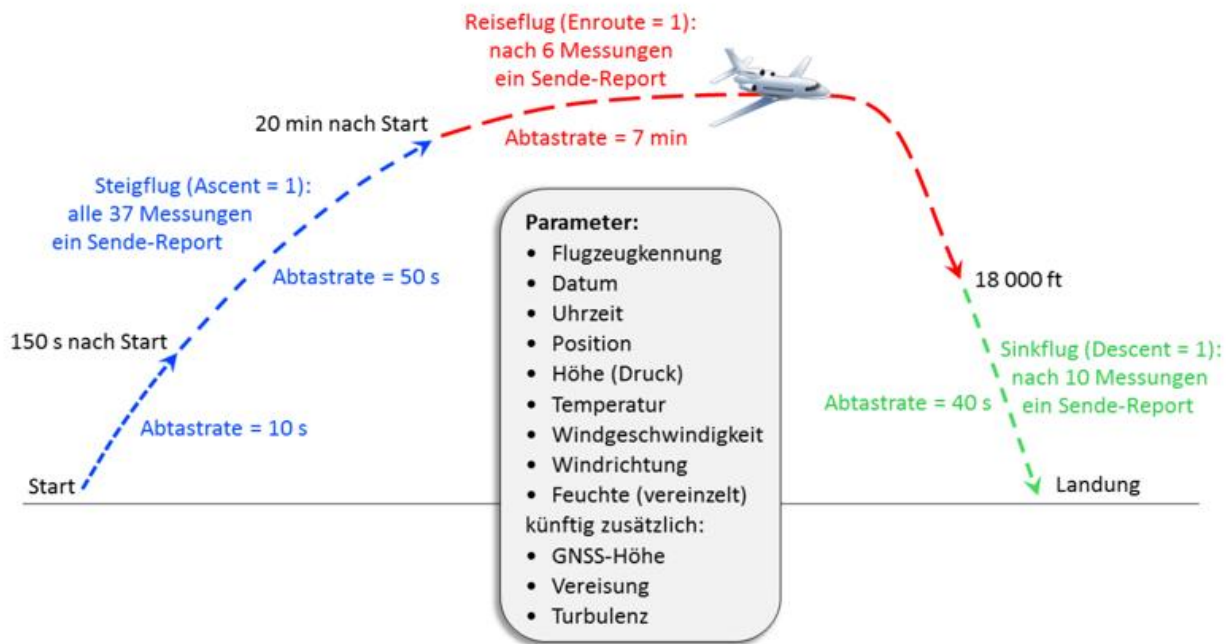 Reiseflug (Enroute = 1):
nach 6 Messungen
ein Sende-Report
20 min nach Start
Abtastrate = 7 min
Steigflug (Ascent = 1):
alle 37 Messungen
ein Sende-Report
Abtastrate = 50 s
150 s nach Start
Abtastrate = 10 s
Start
Parameter:
• Flugzeugkennung
• Datum
• Uhrzeit
• Position
• Höhe (Druck)
• Temperatur
• Windgeschwindigkeit
• Windrichtung
• Feuchte (vereinzelt)
künftig zusätzlich:
• GNSS-Höhe
• Vereisung
• Turbulenz
18 000 ft
Sinkflug (Descent = 1):
nach 10 Messungen
ein Sende-Report
Abtastrate = 40 s
Landung